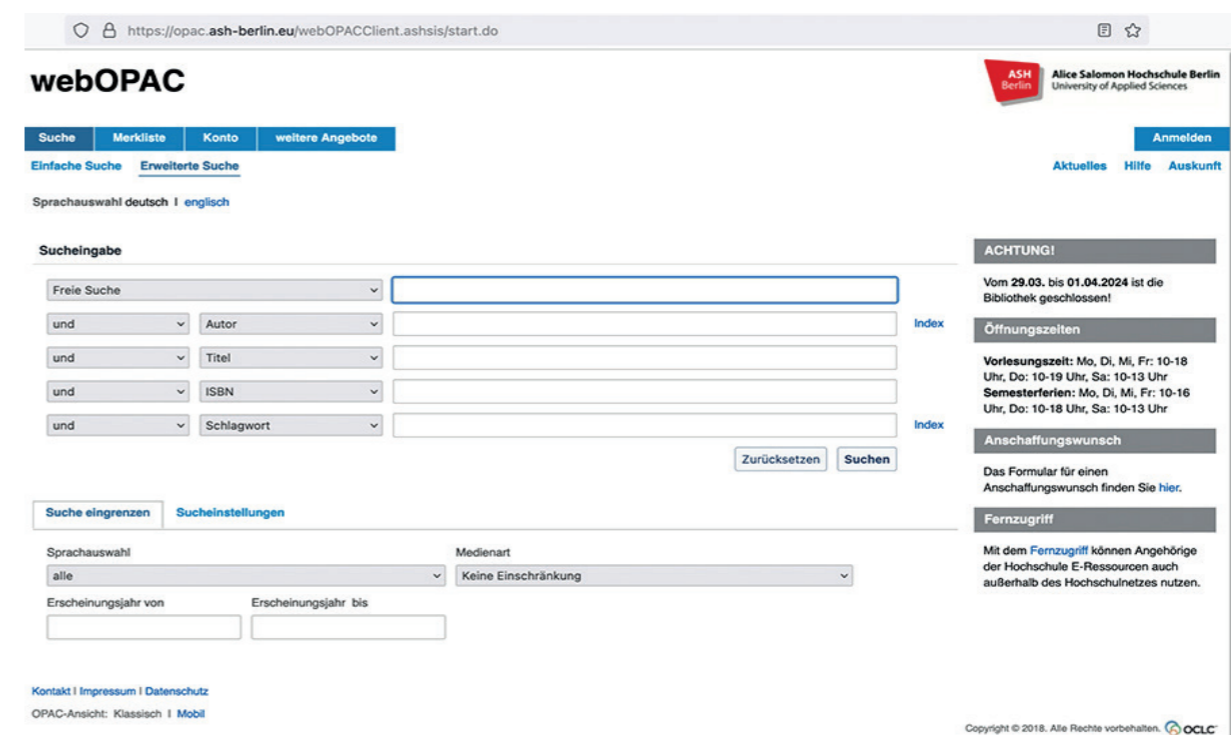 https://opac.ash-berlin.eu/webOPACClient.ashsis/start.do
webOPAC
ASH Berlin
Alice Salomon Hochschule Berlin
University of Applied Sciences
Suche Merkliste Konto weitere Angebote Anmelden
Einfache Suche Erweiterte Suche Aktuelles Hilfe Auskunft
Sprachauswahl deutsch | englisch
Sucheingabe
Freie Suche
und Autor Index
und Titel
und ISBN
und Schlagwort Index
Zurücksetzen Suchen
Suche eingrenzen Sucheinstellungen
Sprachauswahl Medienart
alle Keine Einschränkung
Erscheinungsjahr von Erscheinungsjahr bis
ACHTUNG!
Vom 29.03. bis 01.04.2024 ist die
Bibliothek geschlossen!
Öffnungszeiten
Vorlesungszeit: Mo, Di, Mi, Fr: 10-18
Uhr, Do: 10-19 Uhr, Sa: 10-13 Uhr
Semesterferien: Mo, Di, Mi, Fr: 10-16
Uhr, Do: 10-18 Uhr, Sa: 10-13 Uhr
Anschaffungswunsch
Das Formular für einen
Anschaffungswunsch finden Sie hier.
Fernzugriff
Mit dem Fernzugriff können Angehörige
der Hochschule E-Ressourcen auch
außerhalb des Hochschulnetzes nutzen.
Kontakt | Impressum | Datenschutz
OPAC-Ansicht: Klassisch | Mobil
Copyright © 2018. Alle Rechte vorbehalten. OCLC